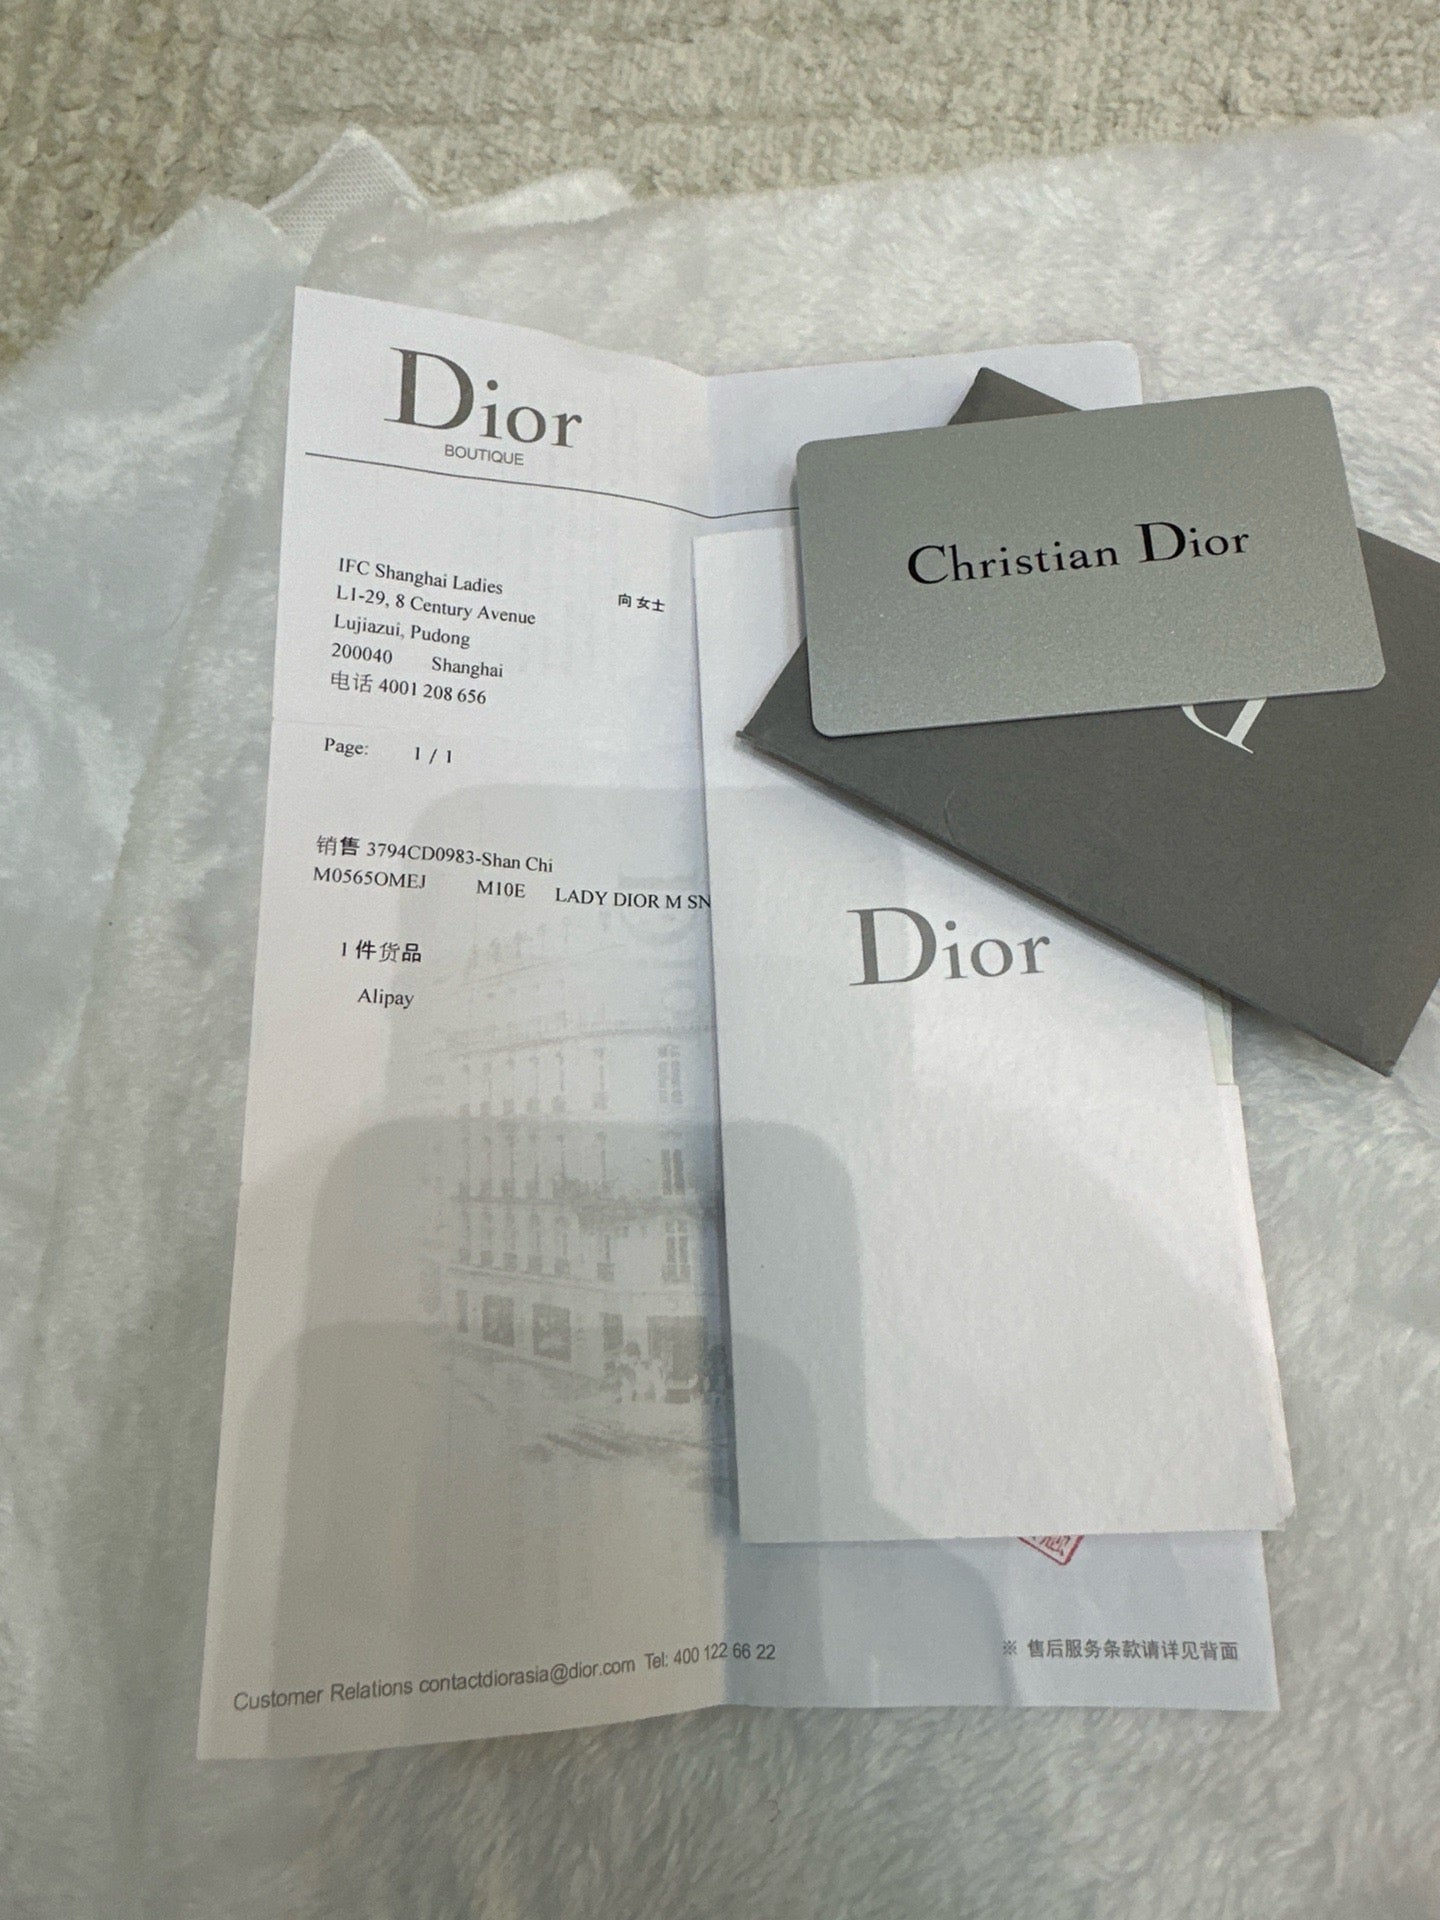 Dior
BOUTIQUE
IFC Shanghai Ladies
L1-29, 8 Century Avenue
Lujiazui, Pudong
200040 Shanghai
电话 4001 208 656
向 女士
Page: 1 / 1
销售 3794CD0983-Shan Chi
M0565OMEJ M10E LADY DIOR M SN
1 件货品
Alipay
Christian Dior
D
Dior
Customer Relations contactdiorasia@dior.com Tel: 400 122 66 22
※ 售后服务条款请详见背面